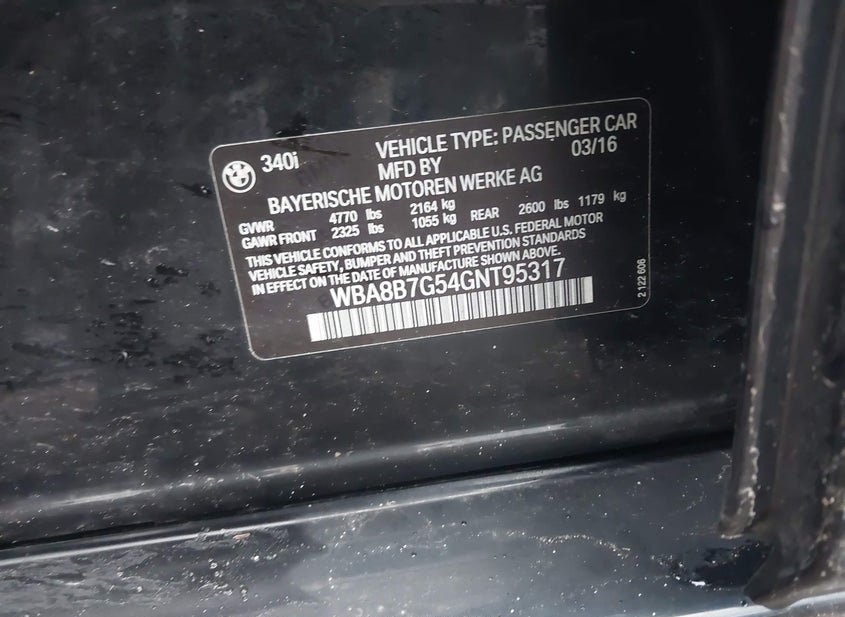 BMW 340i VEHICLE TYPE: PASSENGER CAR
MFD BY 03/16
BAYERISCHE MOTOREN WERKE AG
GVWR 4770 lbs 2164 kg
GAWR FRONT 2325 lbs 1055 kg REAR 2600 lbs 1179 kg
THIS VEHICLE CONFORMS TO ALL APPLICABLE U.S. FEDERAL MOTOR
VEHICLE SAFETY, BUMPER AND THEFT PREVENTION STANDARDS
IN EFFECT ON THE DATE OF MANUFACTURE SHOWN ABOVE.
WBA8B7G54GNT95317
2 122 606